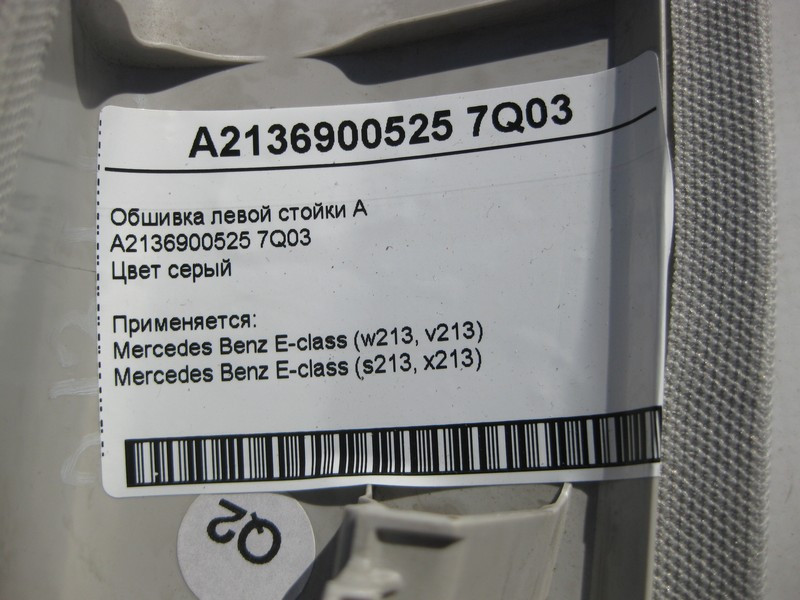 A2136900525 7Q03
Обшивка левой стойки А
A2136900525 7Q03
Цвет серый
Применяется:
Mercedes Benz E-class (w213, v213)
Mercedes Benz E-class (s213, x213)
Q2